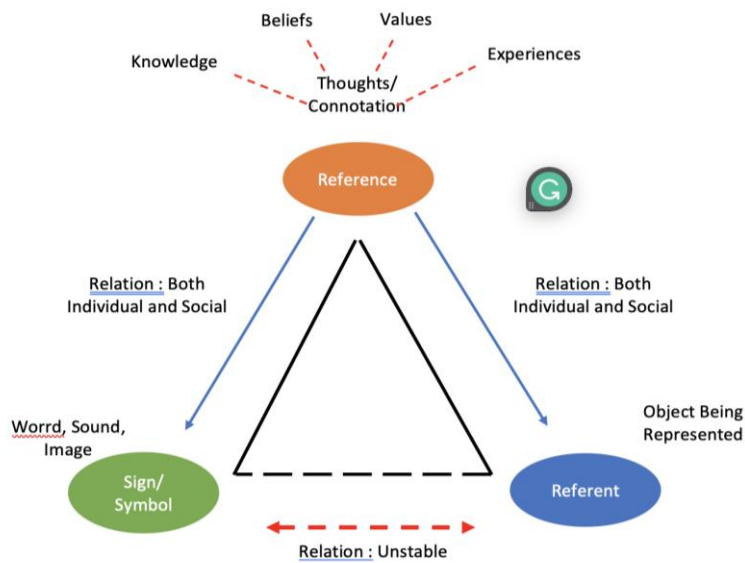 Beliefs
Values
Knowledge
Experiences
Thoughts/
Connotation
Reference
Relation : Both
Individual and Social
Relation : Both
Individual and Social
Worrd, Sound,
Image
Object Being
Represented
Sign/
Symbol
Referent
Relation : Unstable